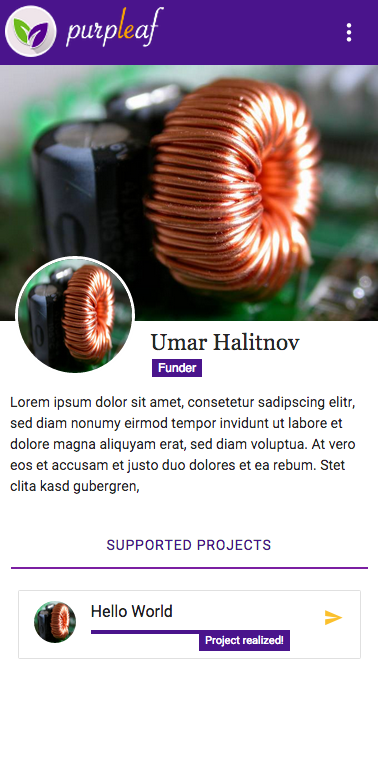 purpleaf
Umar Halitnov
Funder
Lorem ipsum dolor sit amet, consetetur sadipscing elitr,
sed diam nonumy eirmod tempor invidunt ut labore et
dolore magna aliquyam erat, sed diam voluptua. At vero
eos et accusam et justo duo dolores et ea rebum. Stet
clita kasd gubergren,
SUPPORTED PROJECTS
Hello World
Project realized!